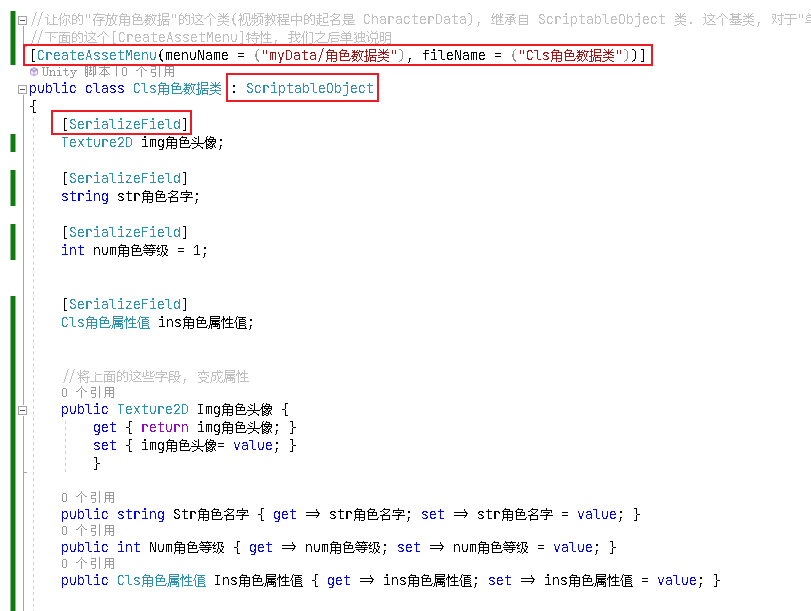 //让你的"存放角色数据"的这个类(视频教程中的起名是 CharacterData), 继承自 ScriptableObject 类. 这个基类, 对于"
//下面的这个[CreateAssetMenu]特性, 我们之后单独说明
[CreateAssetMenu(menuName = ("myData/角色数据类"), fileName = ("Cls角色数据类"))]
Unity 脚本|0 个引用
public class Cls角色数据类 : ScriptableObject
{
[SerializeField]
Texture2D img角色头像;
[SerializeField]
string str角色名字;
[SerializeField]
int num角色等级 = 1;
[SerializeField]
Cls角色属性值 ins角色属性值;
//将上面的这些字段, 变成属性
0 个引用
public Texture2D Img角色头像 {
get { return img角色头像; }
set { img角色头像= value; }
}
0 个引用
public string Str角色名字 { get => str角色名字; set => str角色名字 = value; }
0 个引用
public int Num角色等级 { get => num角色等级; set => num角色等级 = value; }
0 个引用
public Cls角色属性值 Ins角色属性值 { get => ins角色属性值; set => ins角色属性值 = value; }